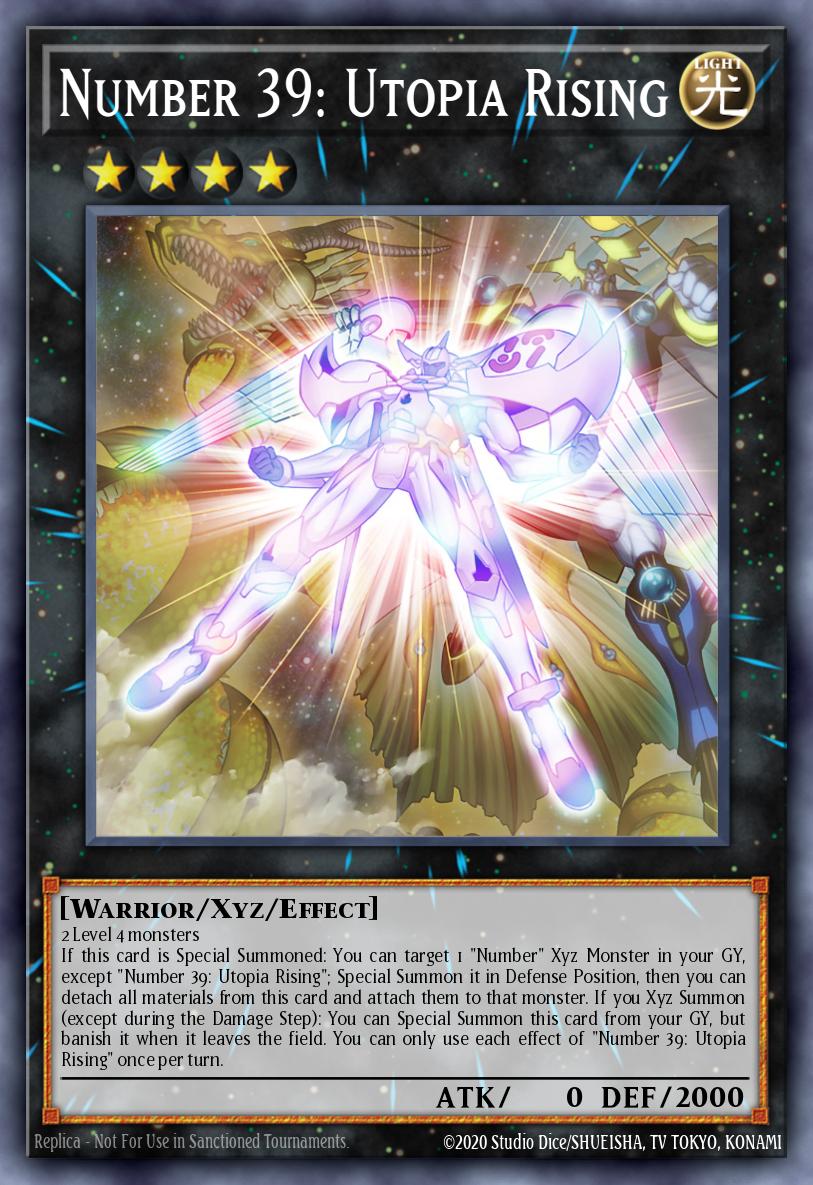 Number 39: Utopia Rising
LIGHT
光
39
[Warrior/Xyz/Effect]
2 Level 4 monsters
If this card is Special Summoned: You can target 1 "Number" Xyz Monster in your GY,
except "Number 39: Utopia Rising"; Special Summon it in Defense Position, then you can
detach all materials from this card and attach them to that monster. If you Xyz Summon
(except during the Damage Step): You can Special Summon this card from your GY, but
banish it when it leaves the field. You can only use each effect of "Number 39: Utopia
Rising" once per turn.
ATK/ 0 DEF/2000
Replica - Not For Use in Sanctioned Tournaments.
©2020 Studio Dice/SHUEISHA, TV TOKYO, KONAMI